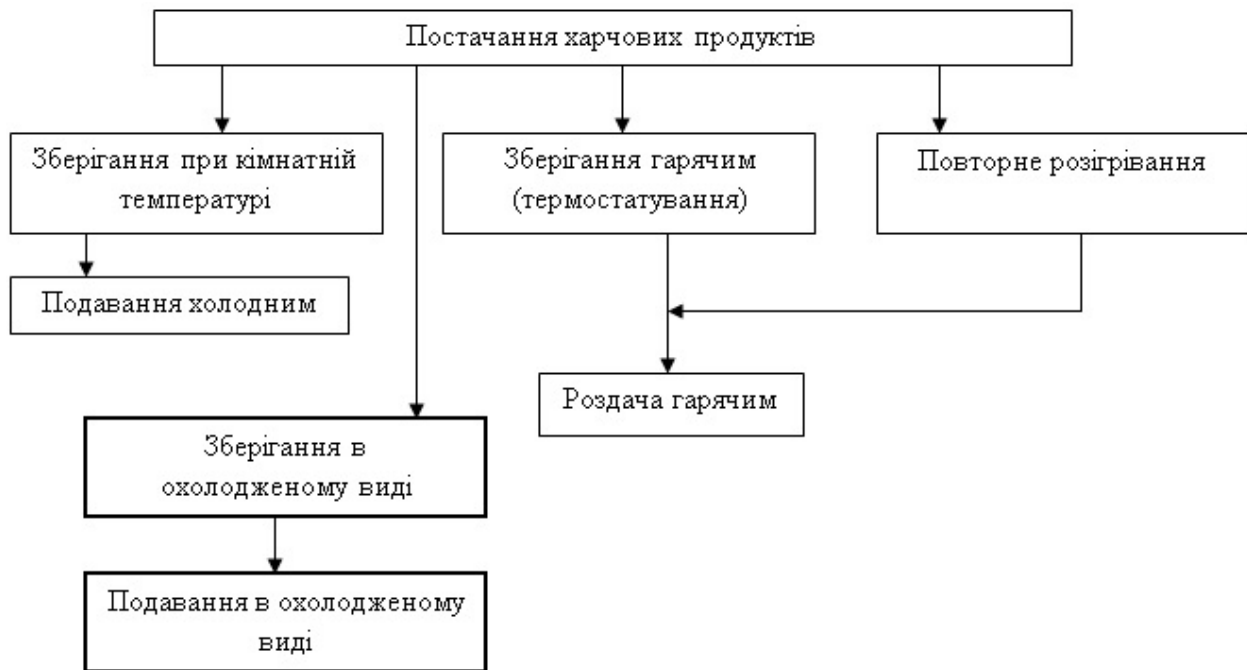 Постачання харчових продуктів
Зберігання при кімнатній
температурі
Зберігання гарячим
(термостатування)
Повторне розігрівання
Подавання холодним
Роздача гарячим
Зберігання в
охолодженому виді
Подавання в охолодженому
виді